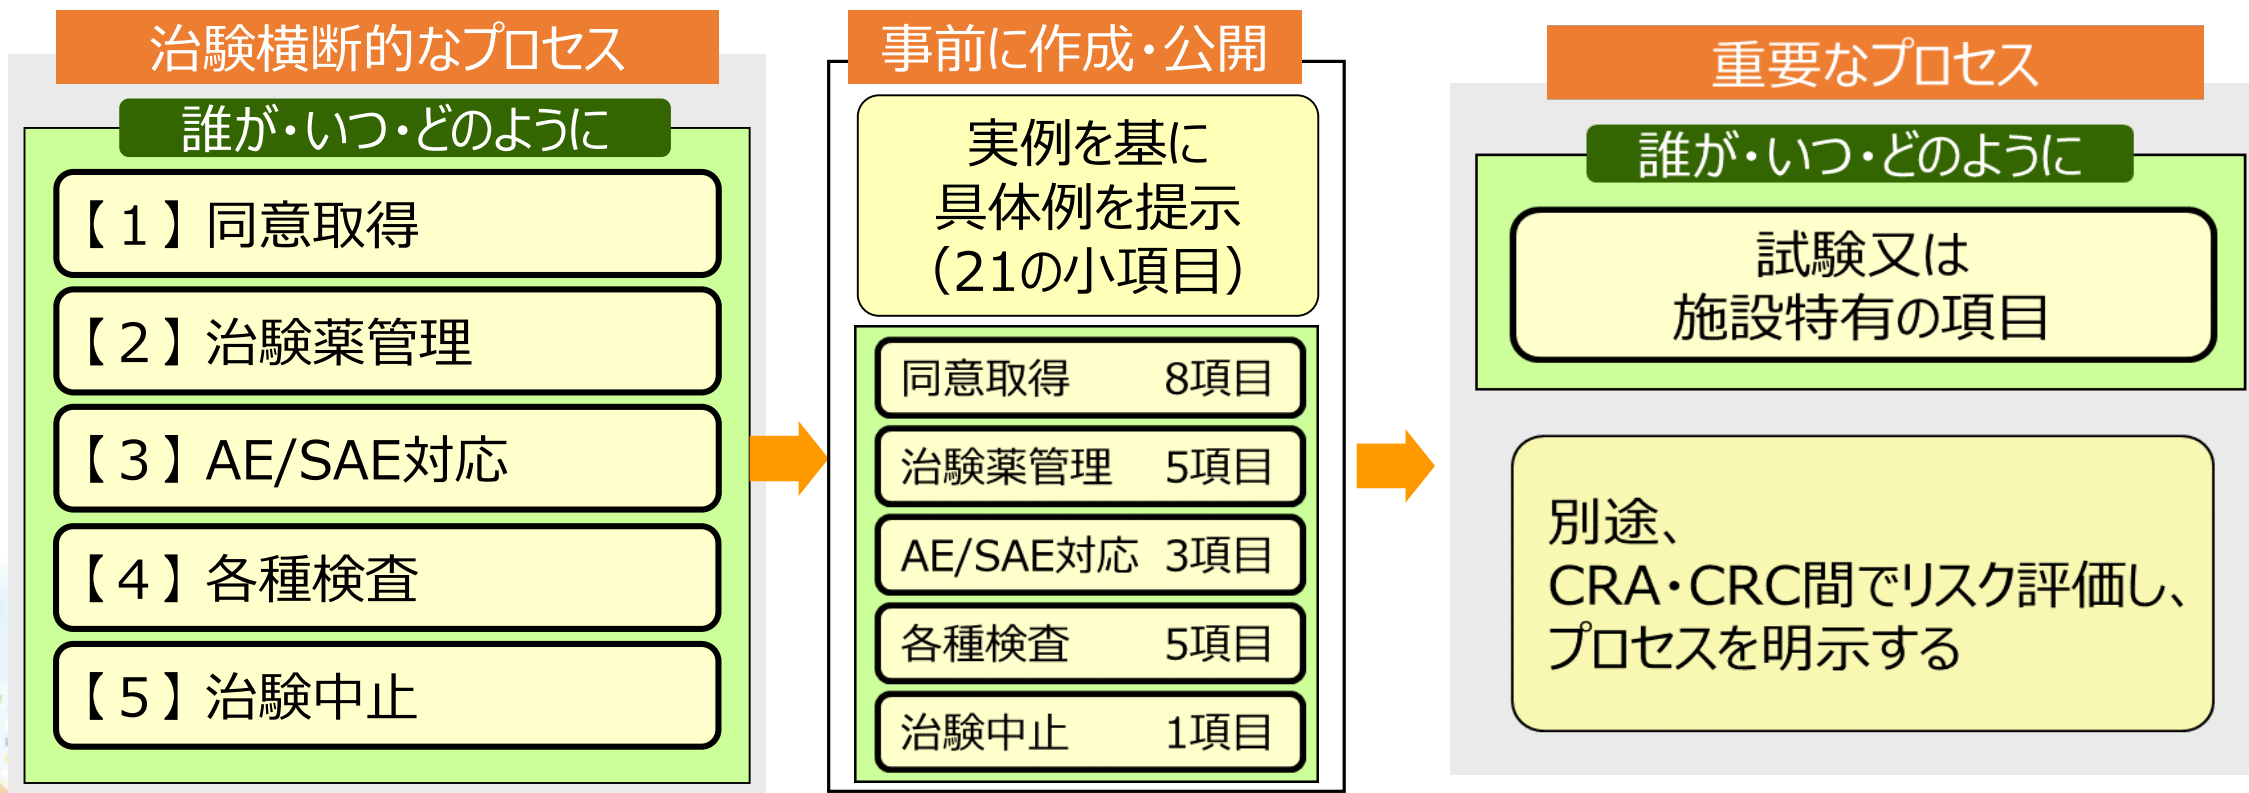 治験横断的なプロセス
誰が・いつ・どのように
【１】同意取得
【２】治験薬管理
【３】AE/SAE対応
【４】各種検査
【５】治験中止
事前に作成・公開
実例を基に
具体例を提示
（21の小項目）
同意取得 8項目
治験薬管理 5項目
AE/SAE対応 3項目
各種検査 5項目
治験中止 1項目
重要なプロセス
誰が・いつ・どのように
試験又は
施設特有の項目
別途、
CRA・CRC間でリスク評価し、
プロセスを明示する